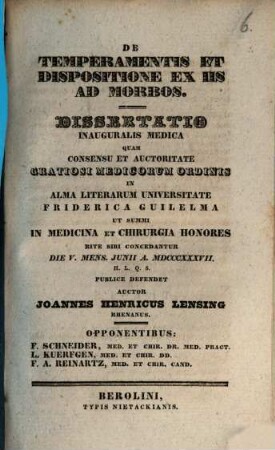 6.
DE
TEMPERAMENTIS ET
DISPOSITIONE EX IIS
AD MORBOS.
DISSERTATIO
INAUGURALIS MEDICA
QUAM
CONSENSU ET AUCTORITATE
GRATIOSI MEDICORUM ORDINIS
IN
ALMA LITERARUM UNIVERSITATE
FRIDERICA GUILELMA
UT SUMMI
IN MEDICINA ET CHIRURGIA HONORES
RITE SIBI CONCEDANTUR
DIE V. MENS. JUNII A. MDCCCXXXVII.
H. L. Q. S.
PUBLICE DEFENDET
AUCTOR
JOANNES HENRICUS LENSING
RHENANUS.
OPPONENTIBUS:
F. SCHNEIDER, MED. ET CHIR. DR. MED. PRACT.
L. KUERFGEN, MED. ET CHIR. DD.
F. A. REINARTZ, MED. ET CHIR. CAND.
BEROLINI,
TYPIS NIETACKIANIS.